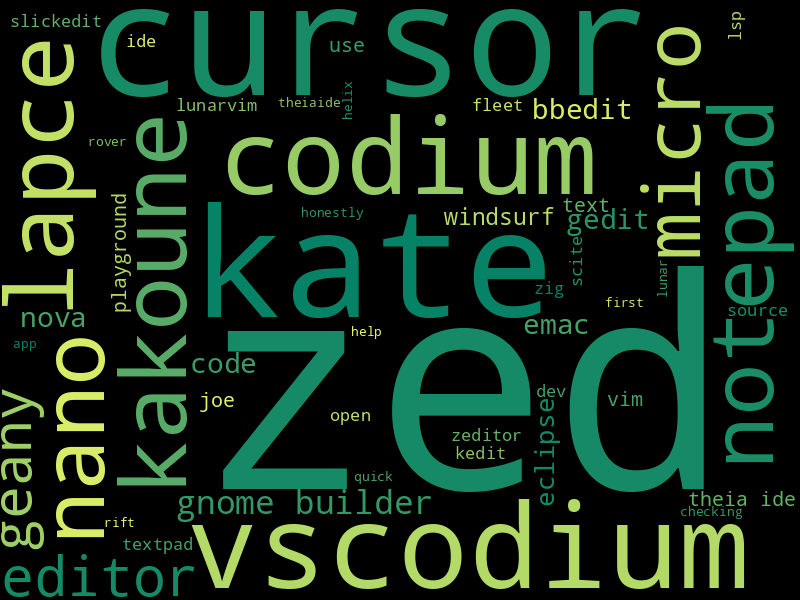 slickedit
cursor
lsp
ide
use
lapce
micro
helix
lunarvim
theiaide
fleet
bbedit
notepad
kakoune
codium
rover
playground
honestly
kate
windsurf
text
gedit
scite
lunar
zig
first
source
nova
app
help
emac
zed
nano
code
joe
open
dev
vim
geany
eclipse
zeditor
kedit
quick
gnome builder
theia ide
checking
rift
vscodium
textpad
editor